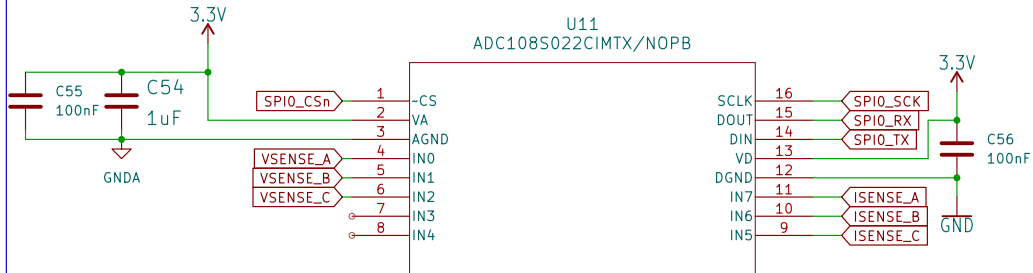 3.3V
U11
ADC108S022CIMTX/NOPB
3.3V
C55
100nF
C54
1uF
SPI0_CSn 1 ~CS SCLK 16 SPI0_SCK
2 VA DOUT 15 SPI0_RX
3 AGND DIN 14 SPI0_TX
VSENSE_A 4 IN0 VD 13
VSENSE_B 5 IN1 DGND 12
VSENSE_C 6 IN2 IN7 11 ISENSE_A
7 IN3 IN6 10 ISENSE_B
8 IN4 IN5 9 ISENSE_C
GNDA
C56
100nF
GND